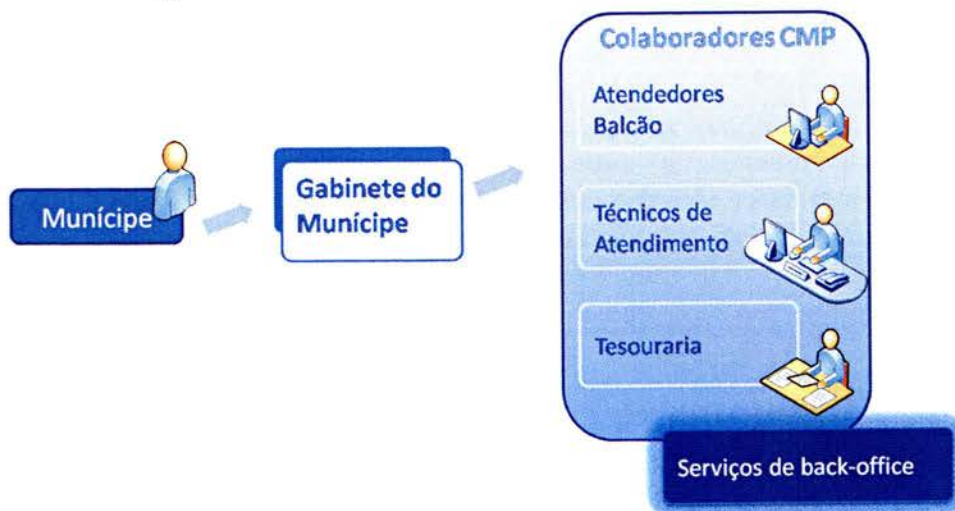 Colaboradores CMP
Atendedores
Balcão
Munícipe
Gabinete do
Munícipe
Técnicos de
Atendimento
Tesouraria
Serviços de back-office